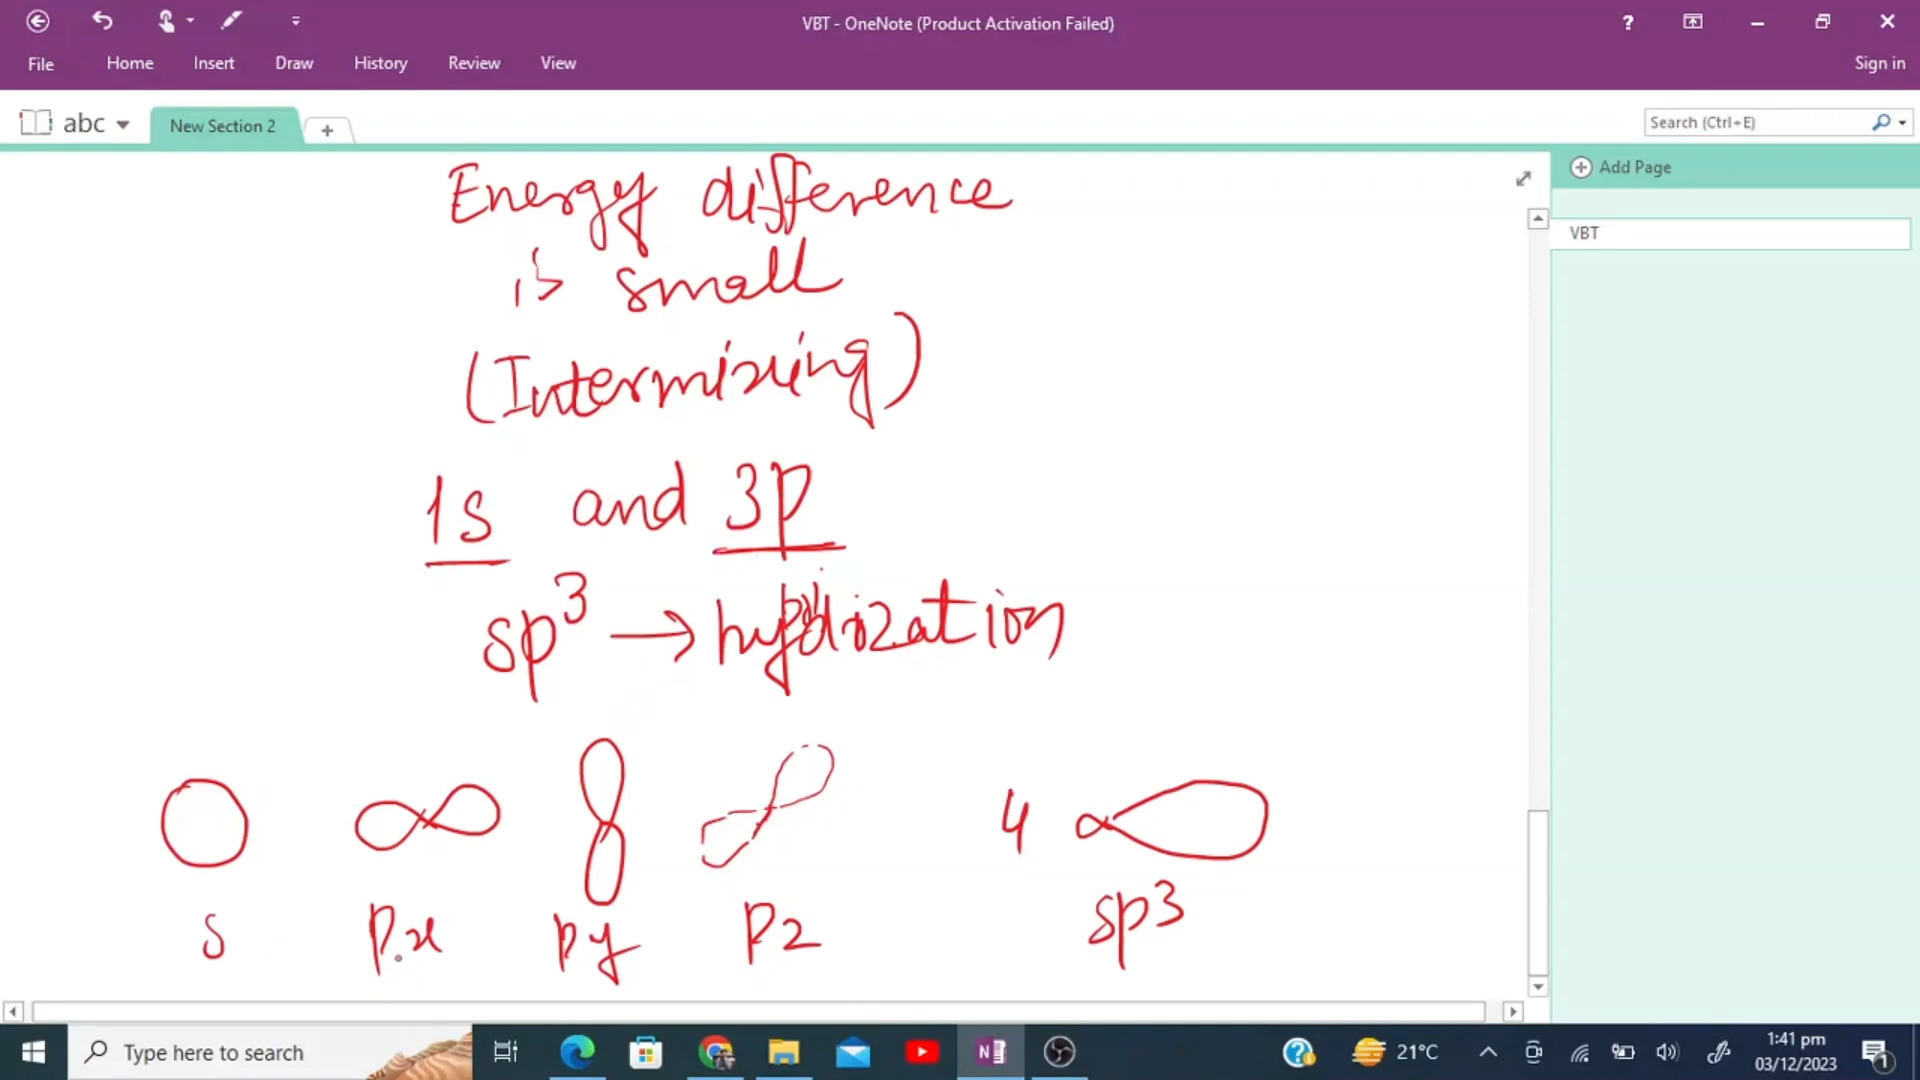 VBT - OneNote (Product Activation Failed)
?
File Home Insert Draw History Review View Sign in
abc New Section 2 + Search (Ctrl+E)
Add Page
VBT
Energy difference
is small
(Intermixing)
1s and 3p
sp³ → hybridization
4
s px py pz sp3
Type here to search
21°C
1:41 pm
03/12/2023
1